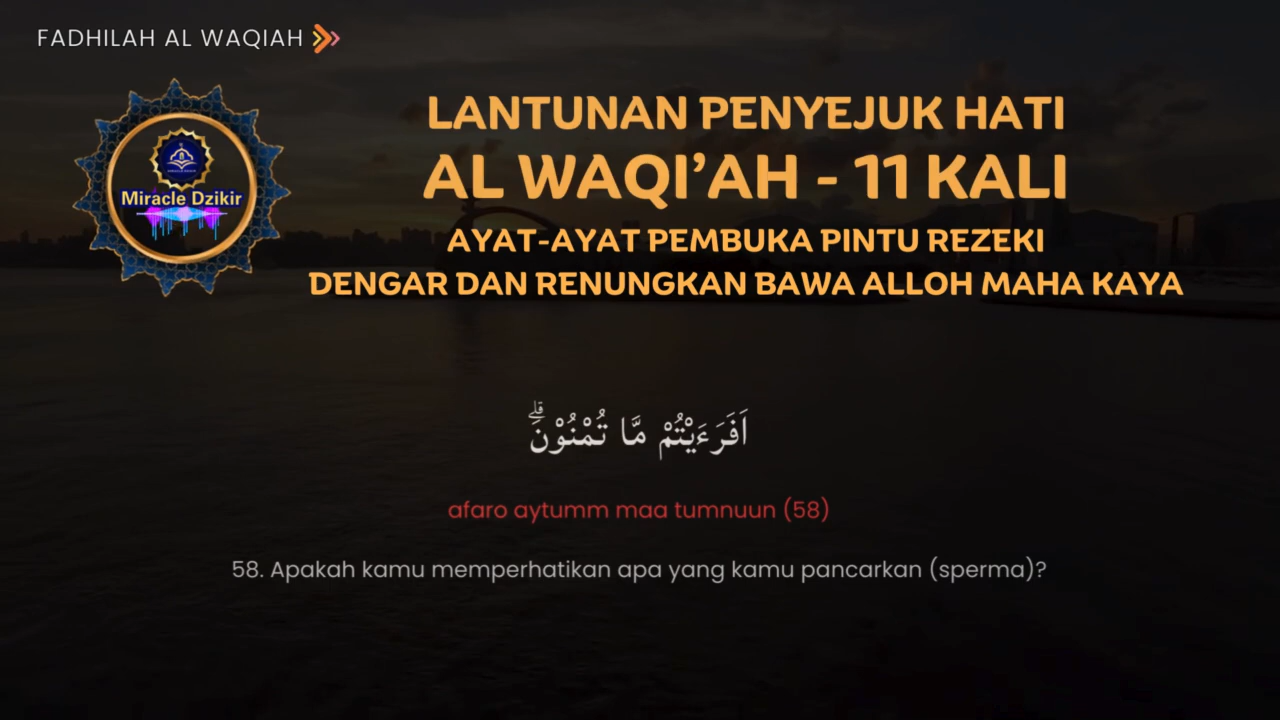 FADHILAH AL WAQIAH
Miracle Dzikir
LANTUNAN PENYEJUK HATI
AL WAQI'AH - 11 KALI
AYAT-AYAT PEMBUKA PINTU REZEKI
DENGAR DAN RENUNGKAN BAWA ALLOH MAHA KAYA
اَفَرَءَيْتُمْ مَّا تُمْنُوْنَۗ
afaro aytumm maa tumnuun (58)
58. Apakah kamu memperhatikan apa yang kamu pancarkan (sperma)?